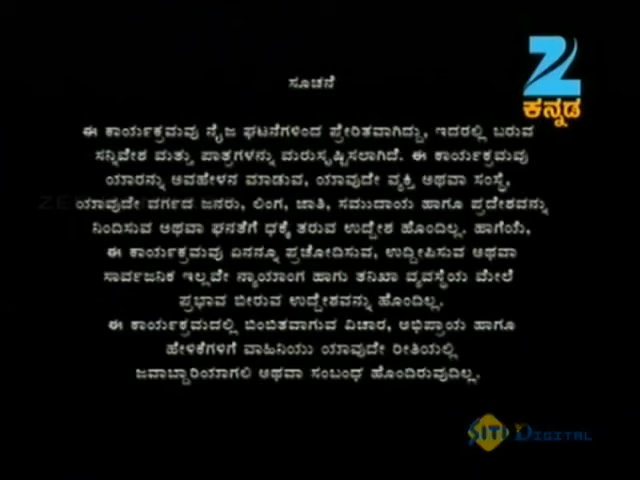 Z
ಕನ್ನಡ
ಸೂಚನೆ
ಈ ಕಾರ್ಯಕ್ರಮವು ನೈಜ ಘಟನೆಗಳಿಂದ ಪ್ರೇರಿತವಾಗಿದ್ದು, ಇದರಲ್ಲಿ ಬರುವ
ಸನ್ನಿವೇಶ ಮತ್ತು ಪಾತ್ರಗಳನ್ನು ಮರುಸೃಷ್ಟಿಸಲಾಗಿದೆ. ಈ ಕಾರ್ಯಕ್ರಮವು
ಯಾರನ್ನು ಅವಹೇಳನ ಮಾಡುವ, ಯಾವುದೇ ವ್ಯಕ್ತಿ ಅಥವಾ ಸಂಸ್ಥೆ,
ಯಾವುದೇ ವರ್ಗದ ಜನರು, ಲಿಂಗ, ಜಾತಿ, ಸಮುದಾಯ ಹಾಗೂ ಪ್ರದೇಶವನ್ನು
ನಿಂದಿಸುವ ಅಥವಾ ಘನತೆಗೆ ಧಕ್ಕೆ ತರುವ ಉದ್ದೇಶ ಹೊಂದಿಲ್ಲ. ಹಾಗೆಯೆ,
ಈ ಕಾರ್ಯಕ್ರಮವು ಏನನ್ನೂ ಪ್ರಚೋದಿಸುವ, ಉದ್ದೀಪಿಸುವ ಅಥವಾ
ಸಾರ್ವಜನಿಕ ಇಲ್ಲವೇ ನ್ಯಾಯಾಂಗ ಹಾಗು ತನಿಖಾ ವ್ಯವಸ್ಥೆಯ ಮೇಲೆ
ಪ್ರಭಾವ ಬೀರುವ ಉದ್ದೇಶವನ್ನು ಹೊಂದಿಲ್ಲ.
ಈ ಕಾರ್ಯಕ್ರಮದಲ್ಲಿ ಬಿಂಬಿತವಾಗುವ ವಿಚಾರ, ಅಭಿಪ್ರಾಯ ಹಾಗೂ
ಹೇಳಿಕೆಗಳಿಗೆ ವಾಹಿನಿಯು ಯಾವುದೇ ರೀತಿಯಲ್ಲಿ
ಜವಾಬ್ದಾರಿಯಾಗಲಿ ಅಥವಾ ಸಂಬಂಧ ಹೊಂದಿರುವುದಿಲ್ಲ.
SITI DIGITAL